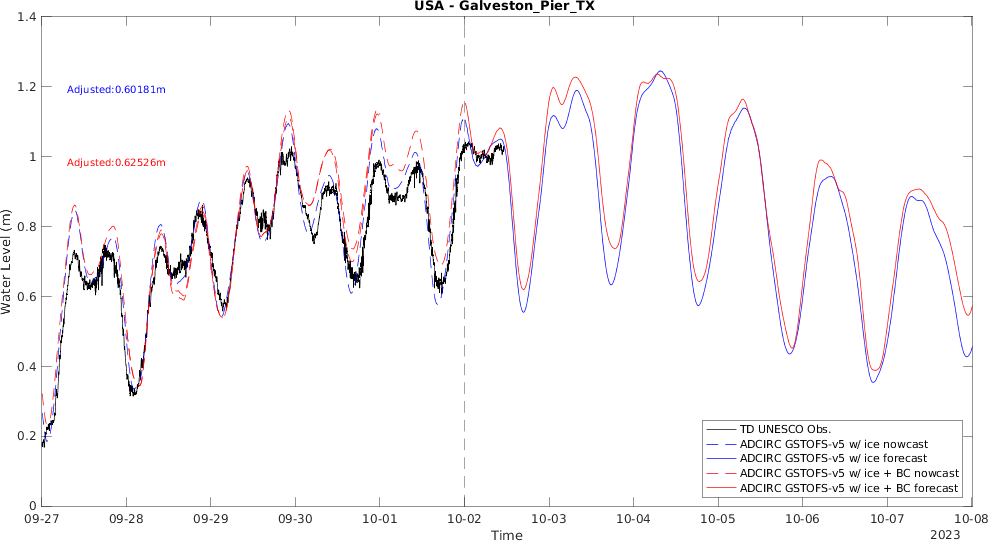 USA - Galveston_Pier_TX
1.4
1.2
1
0.8
0.6
0.4
0.2
0
Water Level (m)
Adjusted:0.60181m
Adjusted:0.62526m
TD UNESCO Obs.
ADCIRC GSTOFS-v5 w/ ice nowcast
ADCIRC GSTOFS-v5 w/ ice forecast
ADCIRC GSTOFS-v5 w/ ice + BC nowcast
ADCIRC GSTOFS-v5 w/ ice + BC forecast
09-27 09-28 09-29 09-30 10-01 10-02 10-03 10-04 10-05 10-06 10-07 10-08
Time
2023